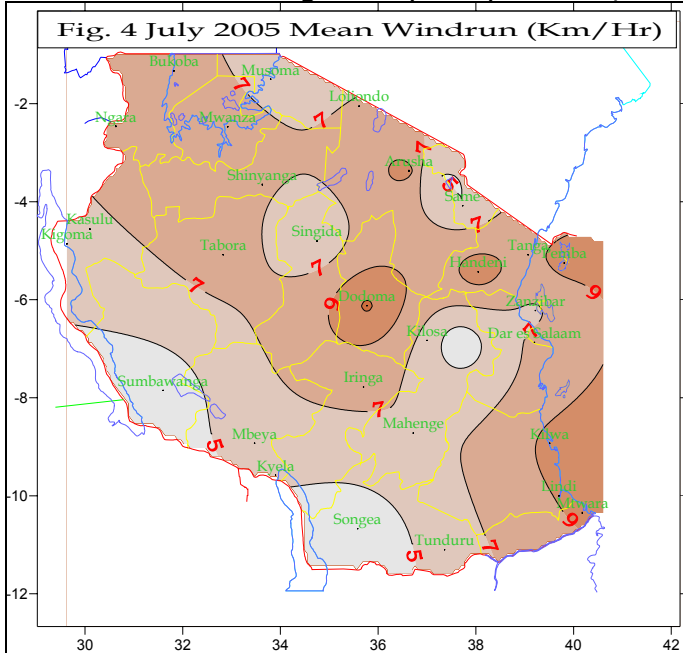 Fig. 4 July 2005 Mean Windrun (Km/Hr)
Bukoba
Musoma
7
Loliondo
-2
Ngara
Mwanza
7
7
Arusha
Shinyanga
5
Same
-4
Kasulu
7
Kigoma
Singida
Tabora
Tanga
Pemba
7
Handeni
7
9
Dodoma
9
-6
Zanzibar
7
Kilosa
Dar es Salaam
Sumbawanga
Iringa
-8
7
Mahenge
Mbeya
5
Kilwa
Kyela
-10
Lindi
Mtwara
Songea
9
Tunduru
7
5
-12
30 32 34 36 38 40 42